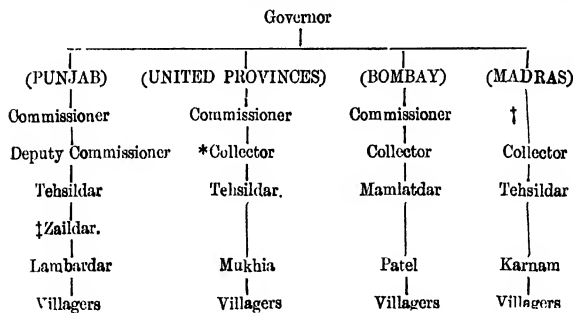 Governor
(PUNJAB) (UNITED PROVINCES) (BOMBAY) (MADRAS)
Commissioner Commissioner Commissioner †
Deputy Commissioner *Collector Collector Collector
Tehsildar Tehsildar. Mamlatdar Tehsildar
‡Zaildar.
Lambardar Mukhia Patel Karnam
Villagers Villagers Villagers Villagers